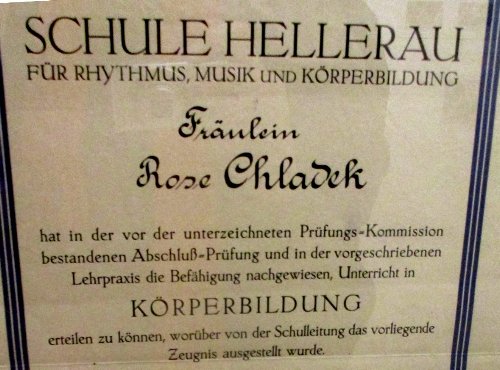 SCHULE HELLERAU
FÜR RHYTHMUS, MUSIK UND KÖRPERBILDUNG
Fräulein
Rose Chladek
hat in der vor der unterzeichneten Prüfungs-Kommission
bestandenen Abschluß-Prüfung und in der vorgeschriebenen
Lehrpraxis die Befähigung nachgewiesen, Unterricht in
KÖRPERBILDUNG
erteilen zu können, worüber von der Schulleitung das vorliegende
Zeugnis ausgestellt wurde.